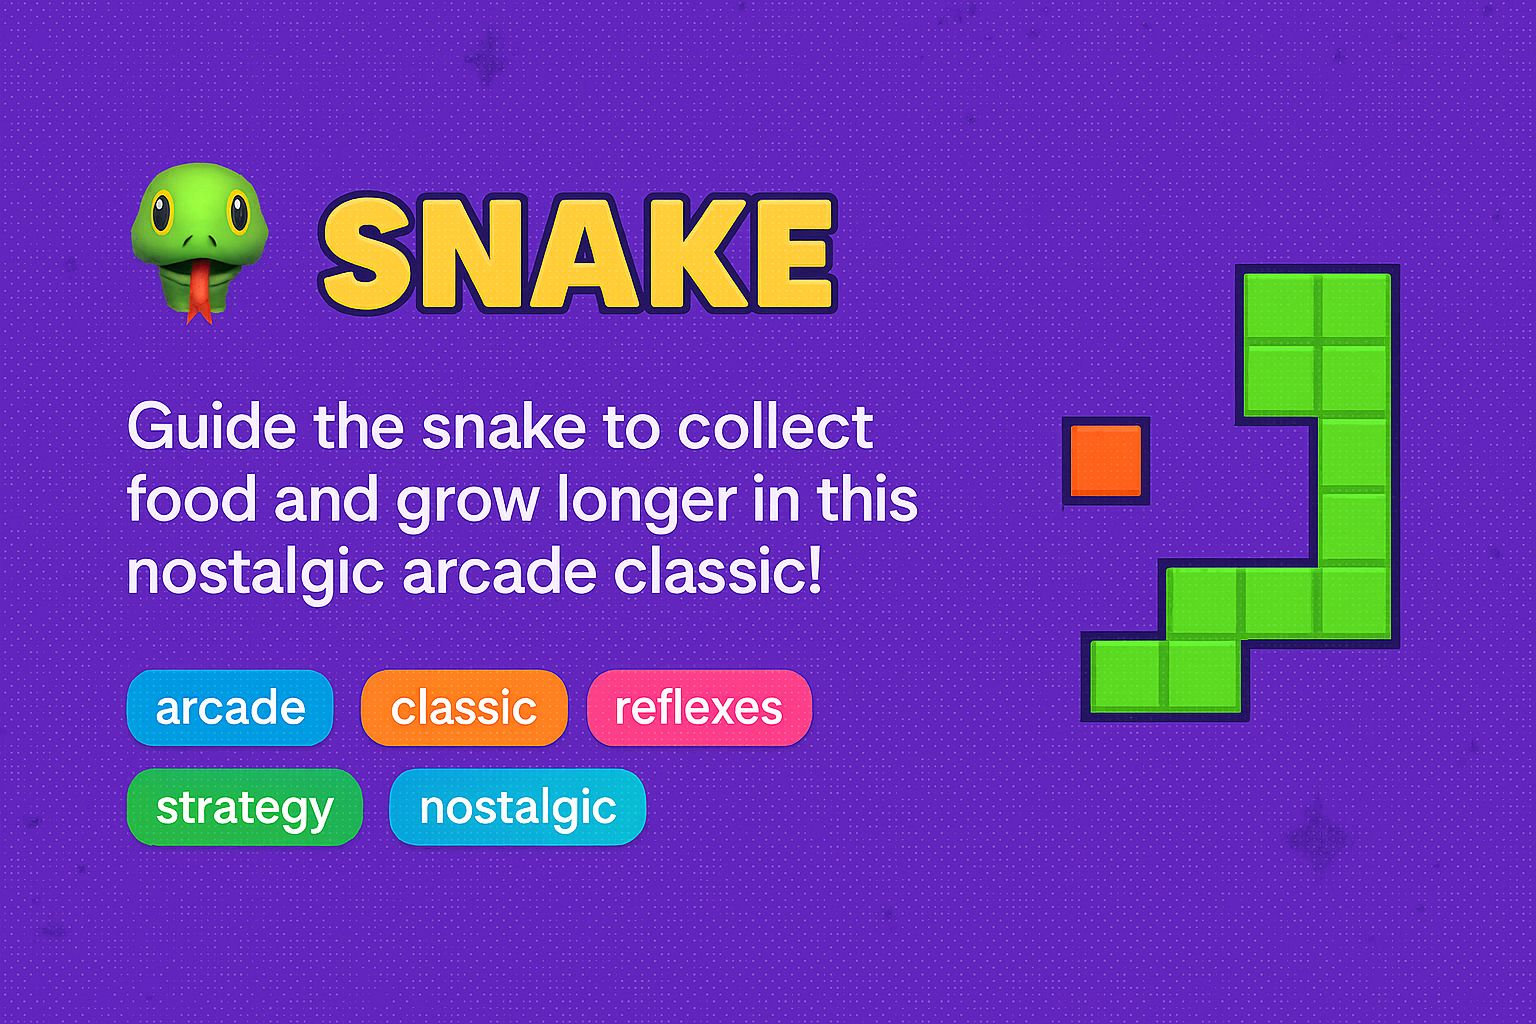 SNAKE
Guide the snake to collect
food and grow longer in this
nostalgic arcade classic!
arcade classic reflexes
strategy nostalgic